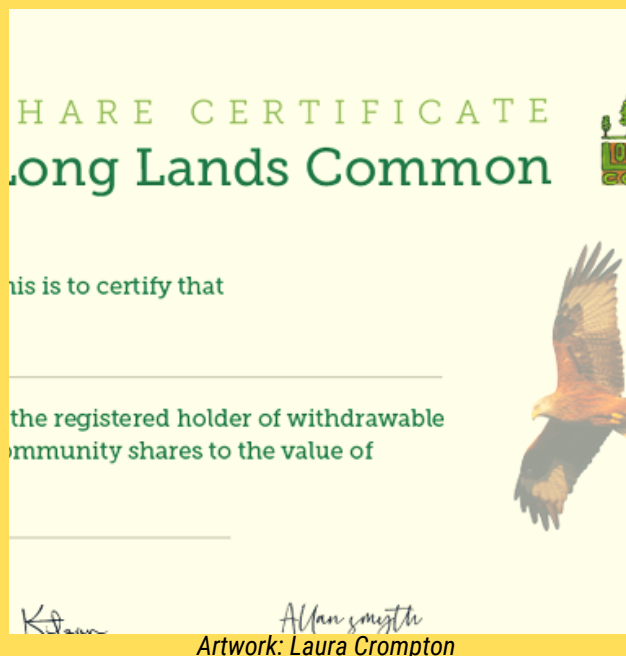 HARE CERTIFICATE
Long Lands Common
his is to certify that
the registered holder of withdrawable
ommunity shares to the value of
Allan Smyth
Artwork: Laura Crompton